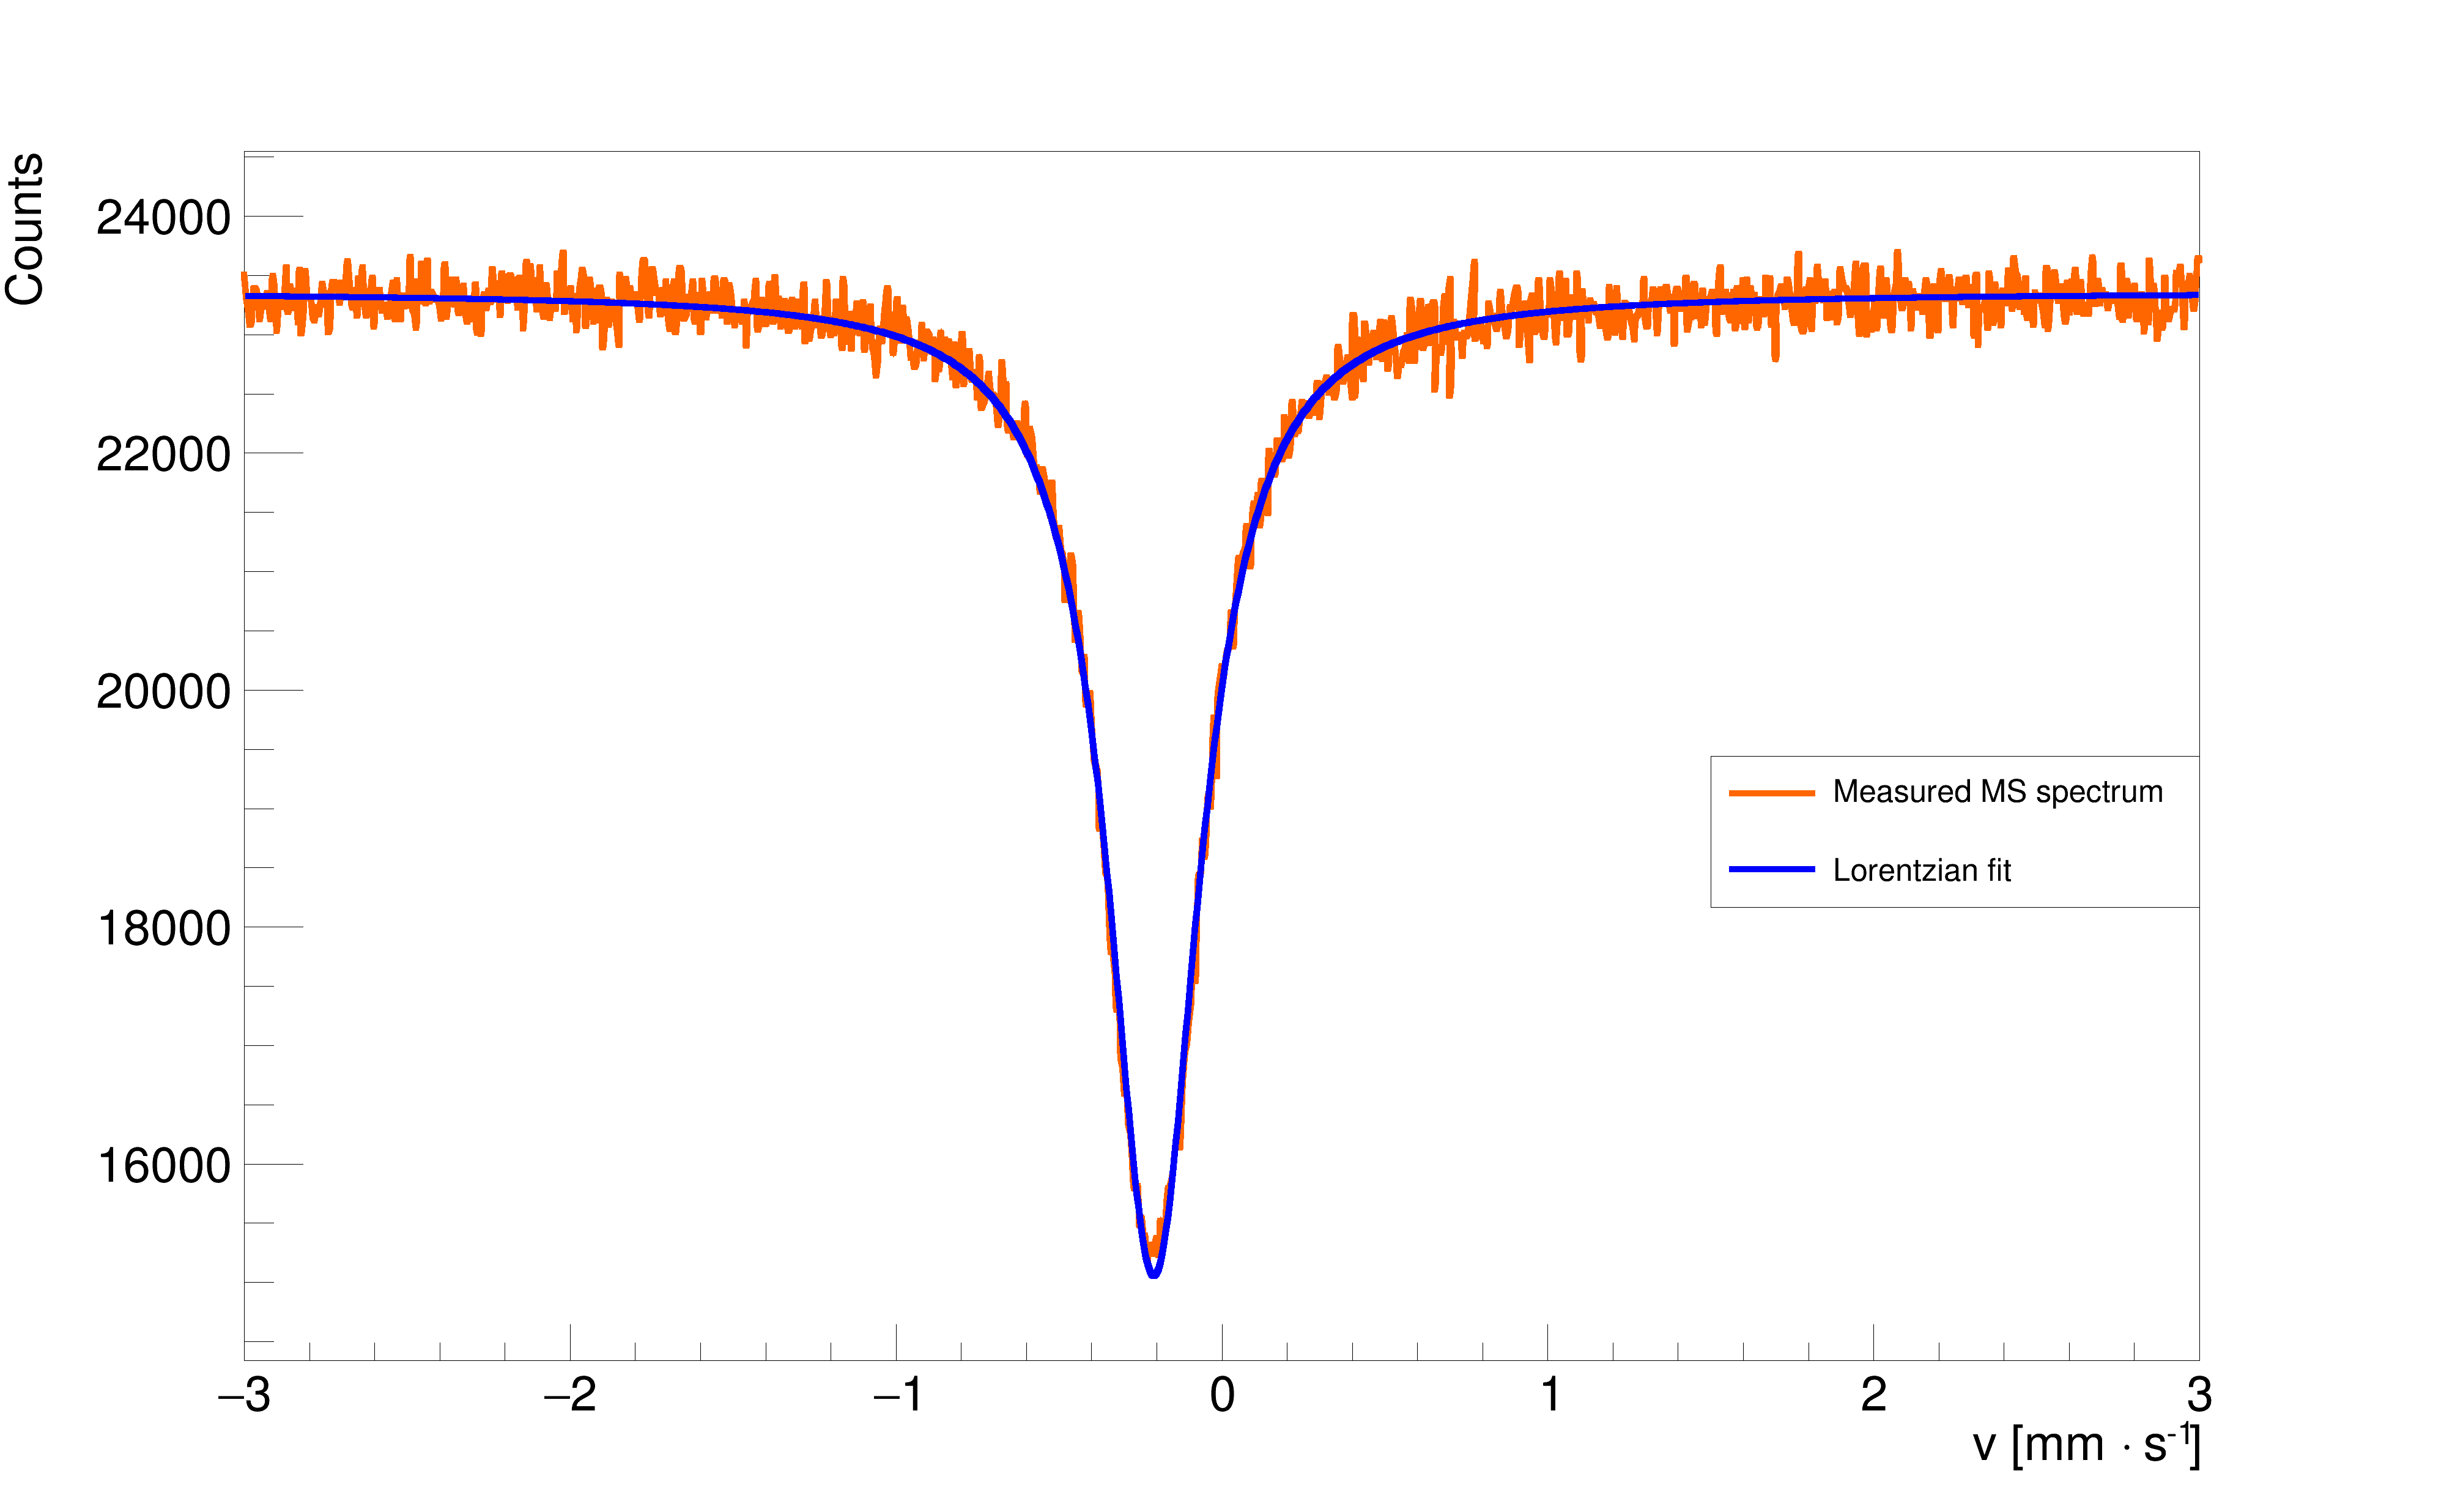 Counts
24000
22000
20000
18000
16000
Measured MS spectrum
Lorentzian fit
−3 −2 −1 0 1 2 3
v [mm · s⁻¹]